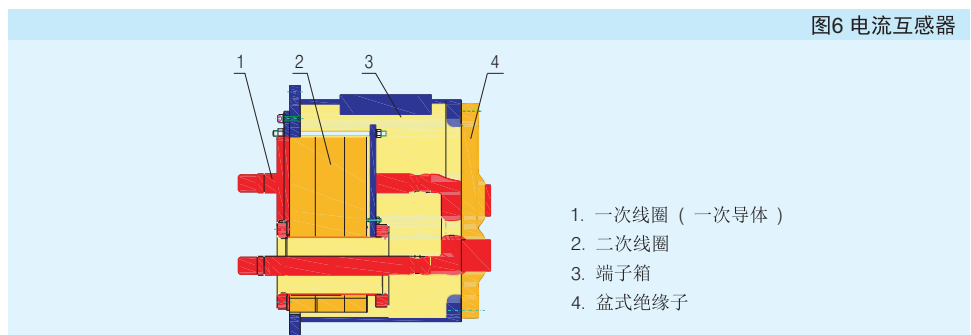 图6 电流互感器
1 2 3 4
1. 一次线圈 ( 一次导体 )
2. 二次线圈
3. 端子箱
4. 盆式绝缘子